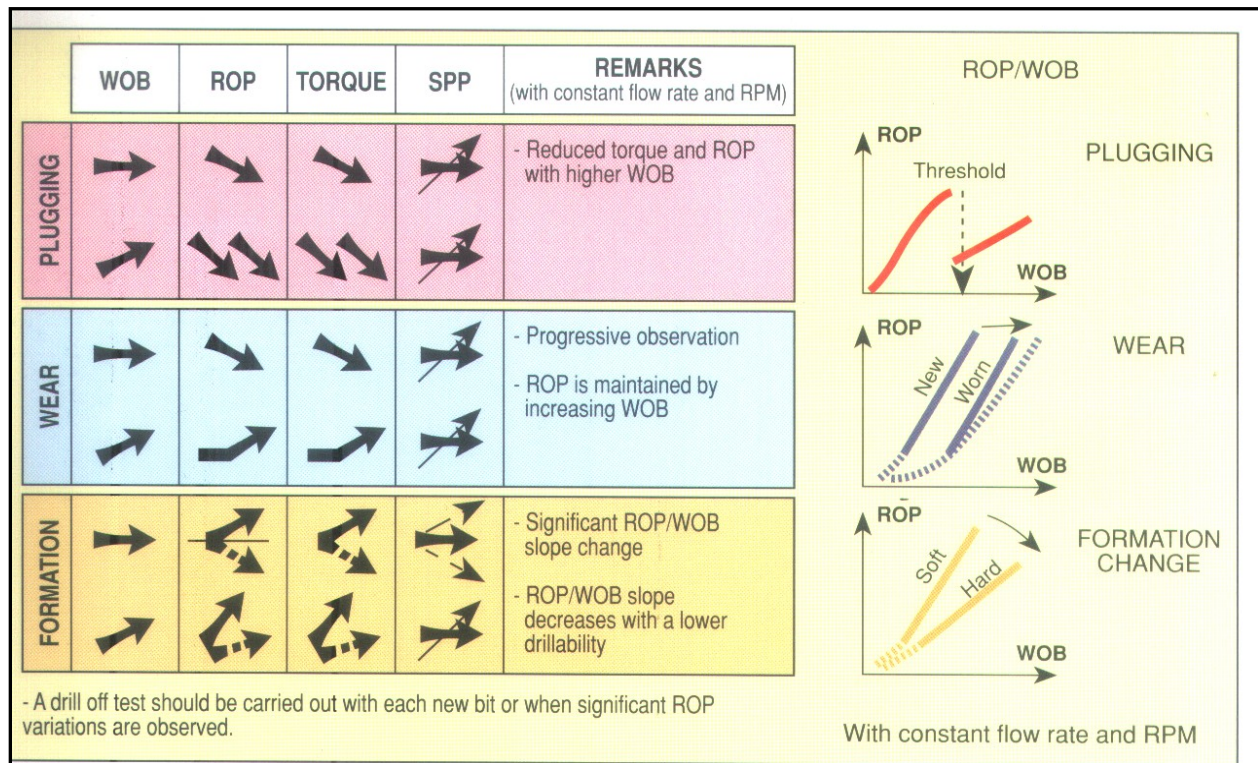 WOB ROP TORQUE SPP REMARKS
(with constant flow rate and RPM)
PLUGGING
- Reduced torque and ROP
with higher WOB
WEAR
- Progressive observation
- ROP is maintained by
increasing WOB
FORMATION
- Significant ROP/WOB
slope change
- ROP/WOB slope
decreases with a lower
drillability
- A drill off test should be carried out with each new bit or when significant ROP
variations are observed.
ROP/WOB
ROP
PLUGGING
Threshold
WOB
ROP
WEAR
New
Worn
WOB
ROP
FORMATION
CHANGE
Soft
Hard
WOB
With constant flow rate and RPM